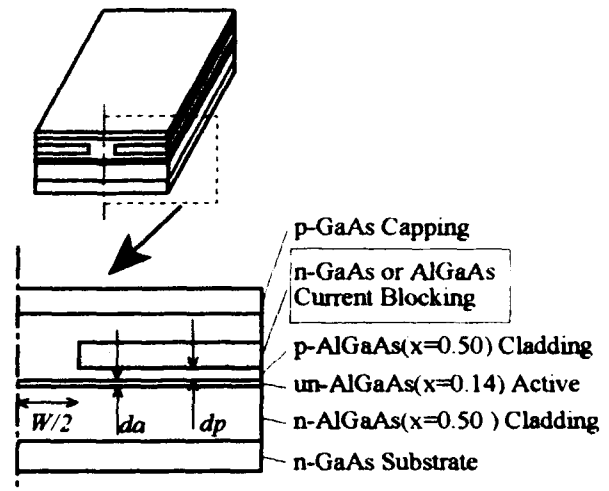 p-GaAs Capping
n-GaAs or AlGaAs
Current Blocking
p-AlGaAs(x=0.50) Cladding
un-AlGaAs(x=0.14) Active
n-AlGaAs(x=0.50 ) Cladding
n-GaAs Substrate
W/2
da
dp